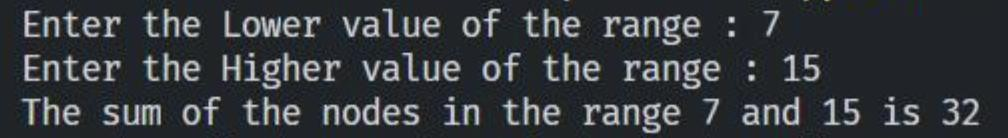 Enter the Lower value of the range : 7
Enter the Higher value of the range : 15
The sum of the nodes in the range 7 and 15 is 32